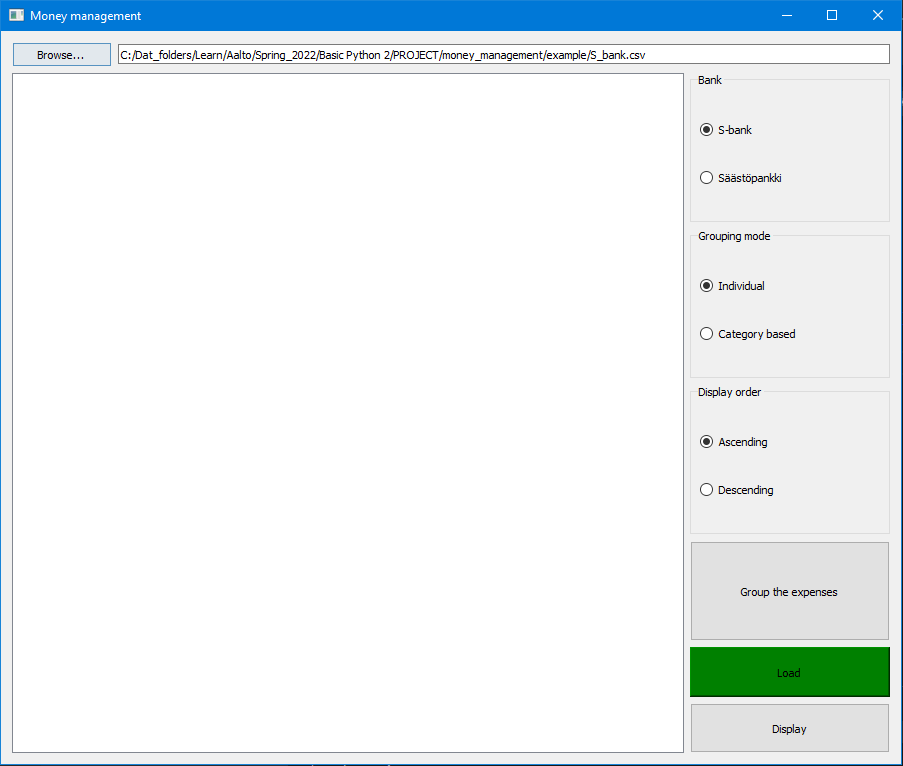 Money management
Browse...
C:/Dat_folders/Learn/Aalto/Spring_2022/Basic Python 2/PROJECT/money_management/example/S_bank.csv
Bank
S-bank
Säästöpankki
Grouping mode
Individual
Category based
Display order
Ascending
Descending
Group the expenses
Load
Display